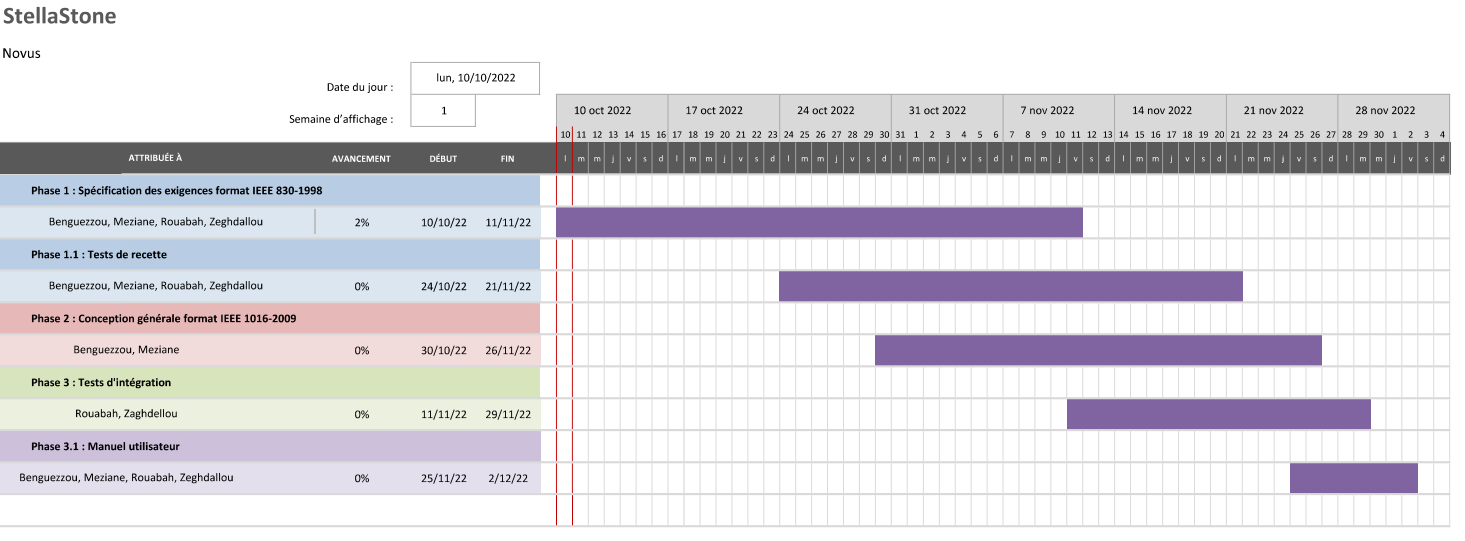 StellaStone
Novus
Date du jour : lun, 10/10/2022
Semaine d'affichage : 1
10 oct 2022 17 oct 2022 24 oct 2022 31 oct 2022 7 nov 2022 14 nov 2022 21 nov 2022 28 nov 2022
10 11 12 13 14 15 16 17 18 19 20 21 22 23 24 25 26 27 28 29 30 31 1 2 3 4 5 6 7 8 9 10 11 12 13 14 15 16 17 18 19 20 21 22 23 24 25 26 27 28 29 30 1 2 3 4
ATTRIBUÉE À AVANCEMENT DÉBUT FIN l m m j v s d l m m j v s d l m m j v s d l m m j v s d l m m j v s d l m m j v s d l m m j v s d l m m j v s d
Phase 1 : Spécification des exigences format IEEE 830-1998
Benguezzou, Meziane, Rouabah, Zeghdallou 2% 10/10/22 11/11/22
Phase 1.1 : Tests de recette
Benguezzou, Meziane, Rouabah, Zeghdallou 0% 24/10/22 21/11/22
Phase 2 : Conception générale format IEEE 1016-2009
Benguezzou, Meziane 0% 30/10/22 26/11/22
Phase 3 : Tests d'intégration
Rouabah, Zaghdellou 0% 11/11/22 29/11/22
Phase 3.1 : Manuel utilisateur
Benguezzou, Meziane, Rouabah, Zeghdallou 0% 25/11/22 2/12/22